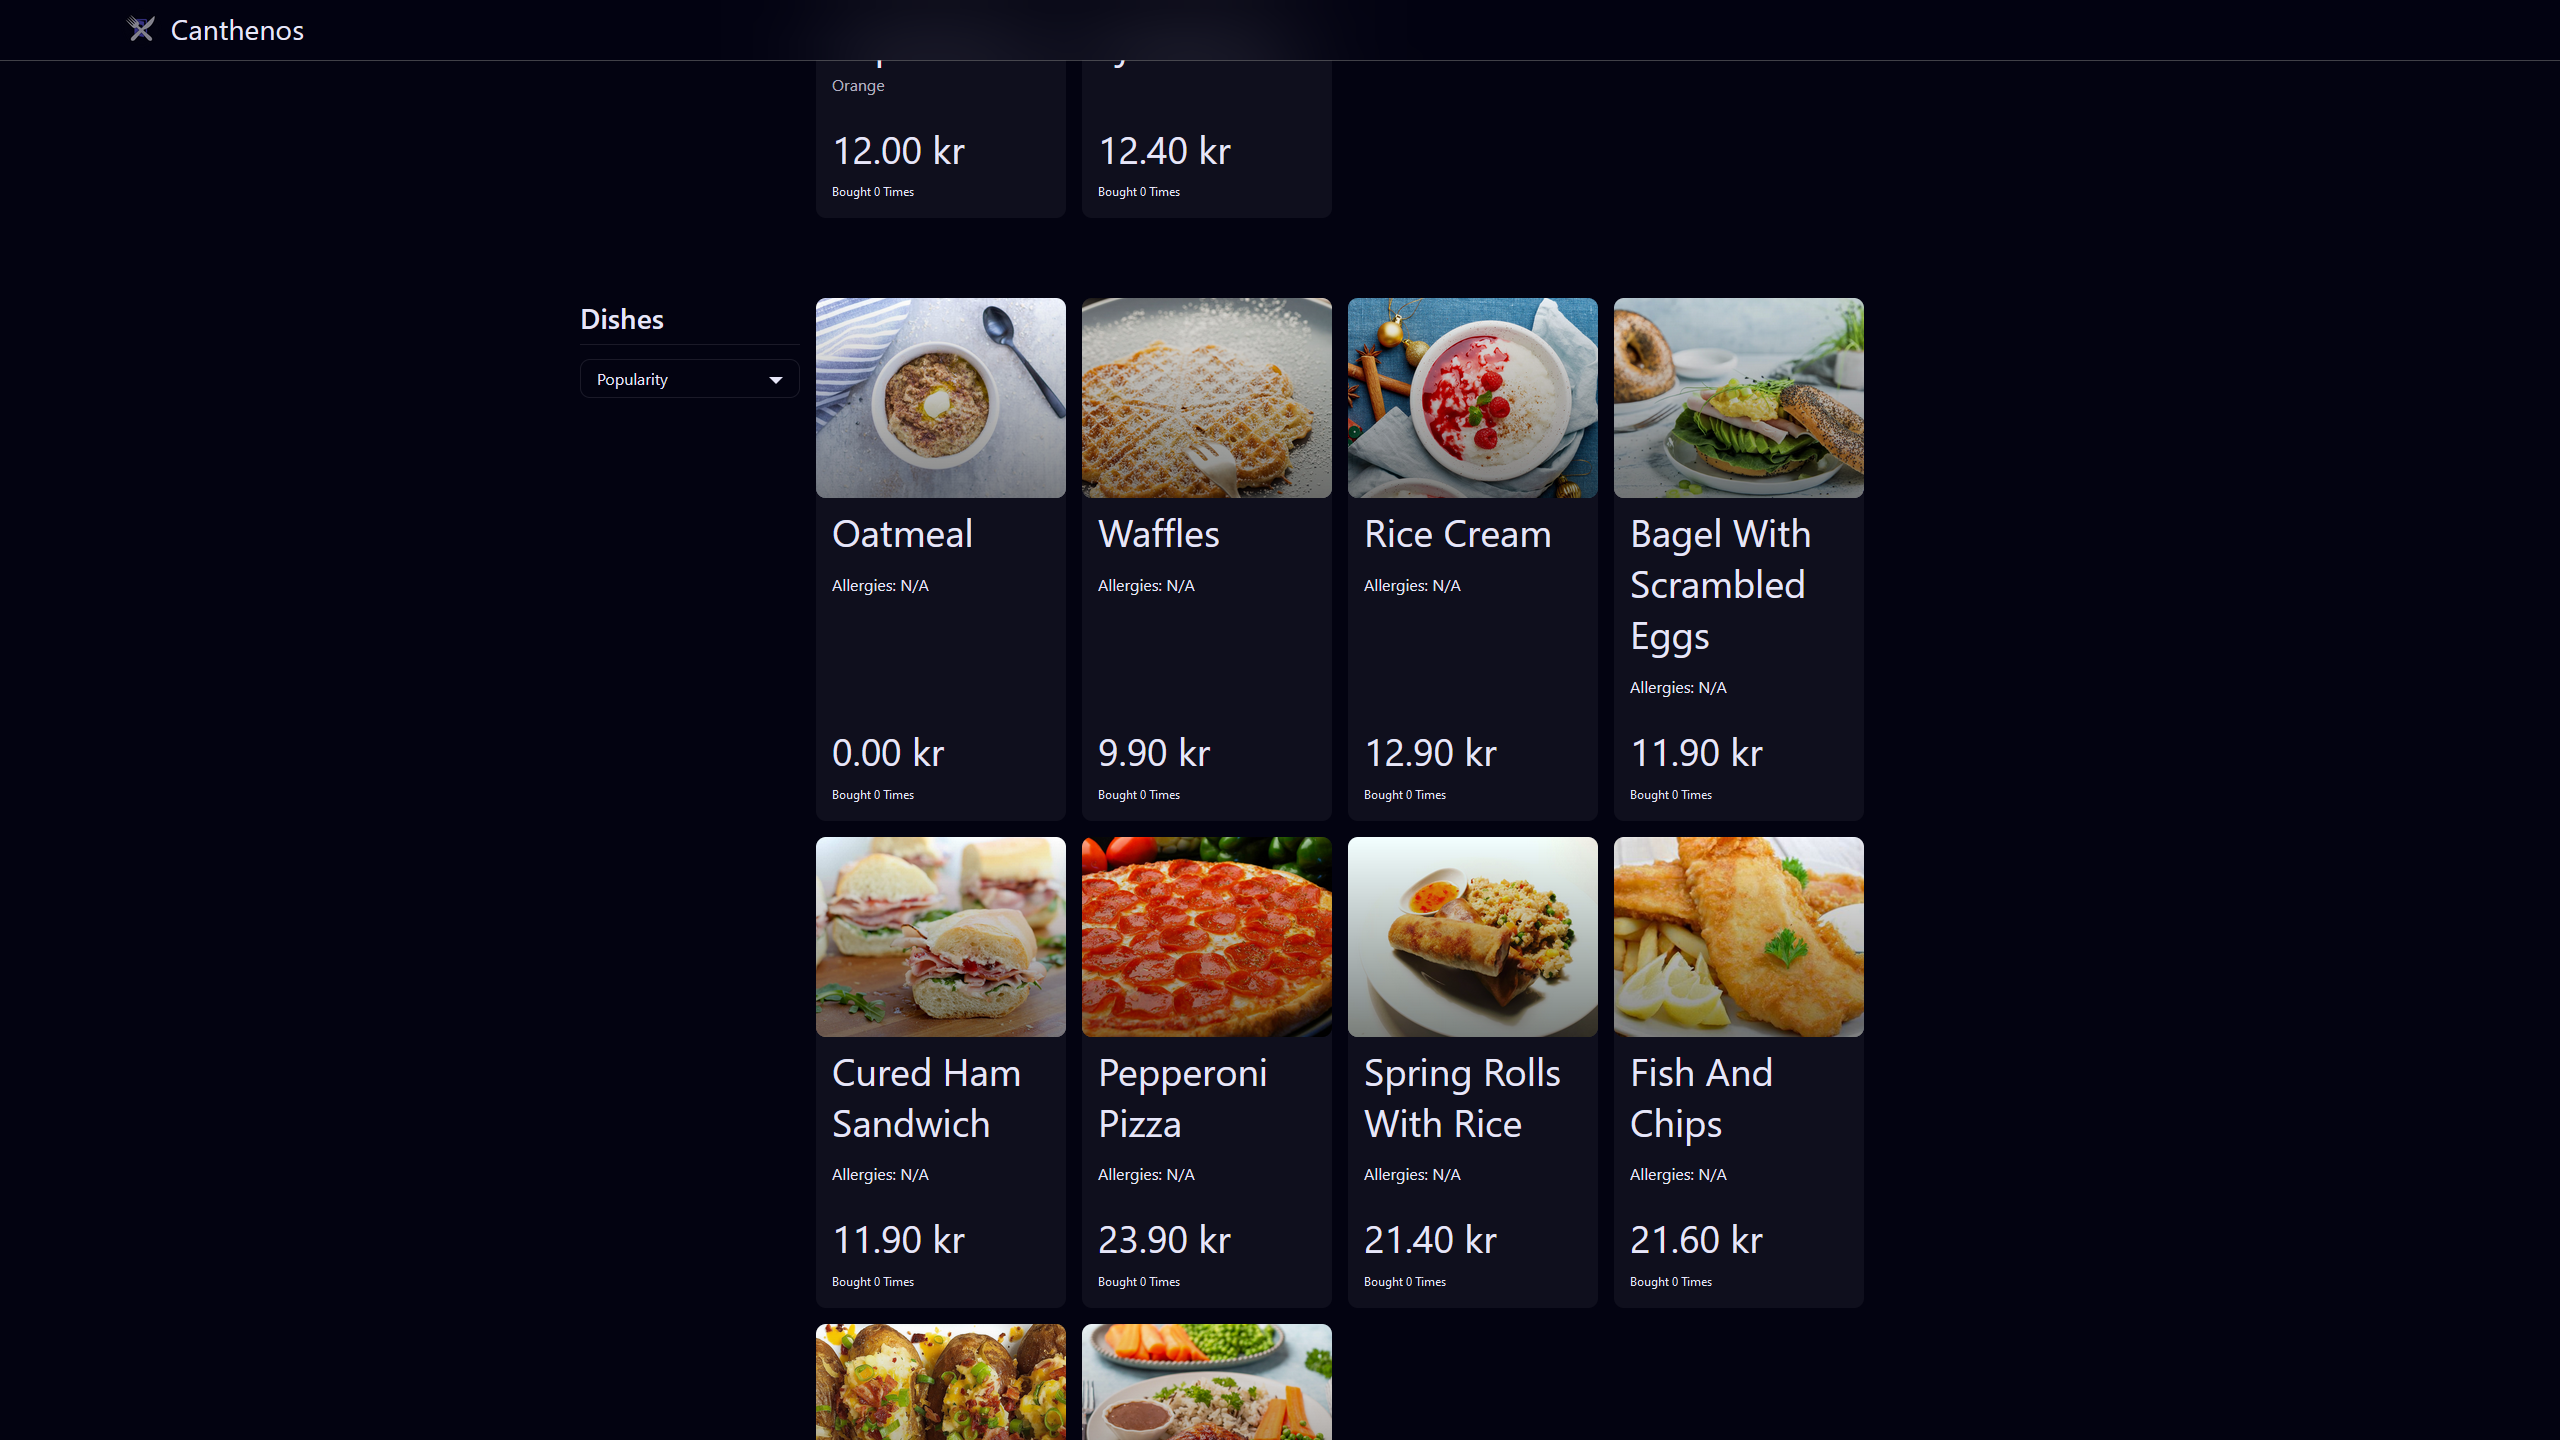 Canthenos
Orange
12.00 kr
Bought 0 Times
12.40 kr
Bought 0 Times
Dishes
Popularity
Oatmeal
Allergies: N/A
0.00 kr
Bought 0 Times
Waffles
Allergies: N/A
9.90 kr
Bought 0 Times
Rice Cream
Allergies: N/A
12.90 kr
Bought 0 Times
Bagel With
Scrambled
Eggs
Allergies: N/A
11.90 kr
Bought 0 Times
Cured Ham
Sandwich
Allergies: N/A
11.90 kr
Bought 0 Times
Pepperoni
Pizza
Allergies: N/A
23.90 kr
Bought 0 Times
Spring Rolls
With Rice
Allergies: N/A
21.40 kr
Bought 0 Times
Fish And
Chips
Allergies: N/A
21.60 kr
Bought 0 Times